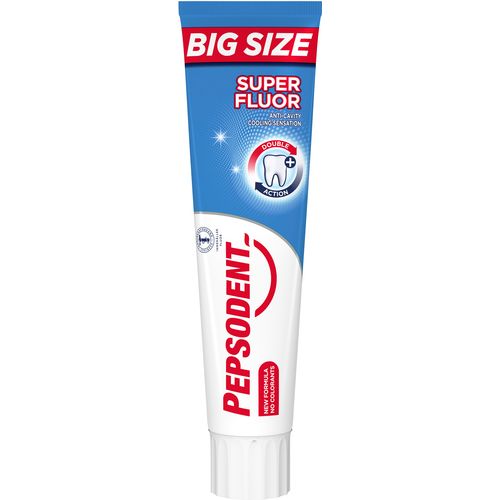 BIG SIZE
SUPER
FLUOR
ANTI-CAVITY
COOLING SENSATION
DOUBLE
ACTION
PEPSODENT
NEW FORMULA
NO COLORANTS